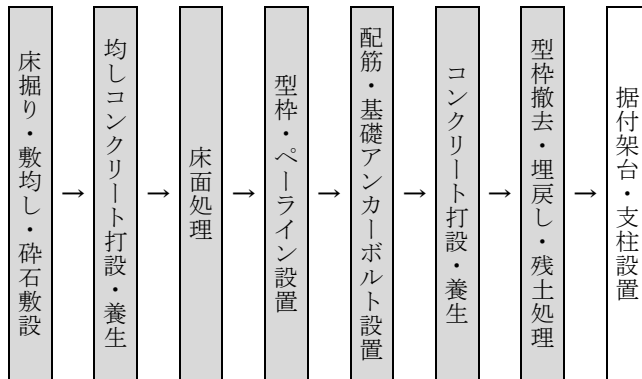 床掘り・敷均し・砕石敷設
→
均しコンクリート打設・養生
→
床面処理
→
型枠・ペーライン設置
→
配筋・基礎アンカーボルト設置
→
コンクリート打設・養生
→
型枠撤去・埋戻し・残土処理
→
据付架台・支柱設置